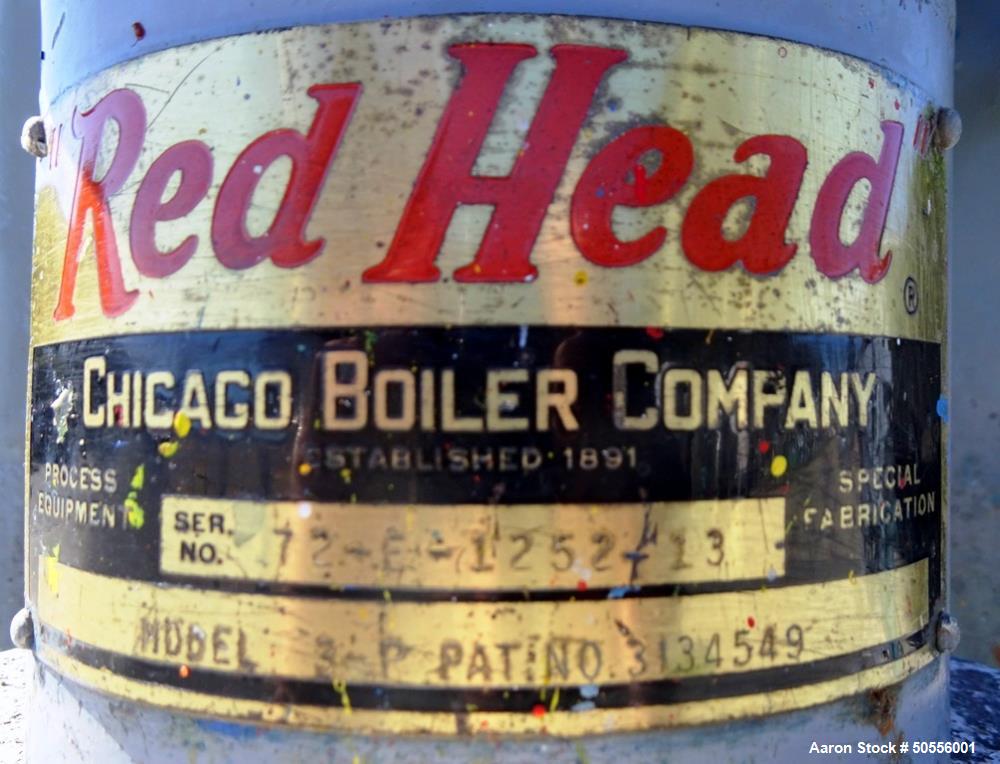 "Red Head" ®
CHICAGO BOILER COMPANY
ESTABLISHED · 1891
PROCESS EQUIPMENT
SPECIAL FABRICATION
SER. NO. 72-E-1252-13
MODEL 3-P PAT. NO. 3134549
Aaron Stock # 50556001